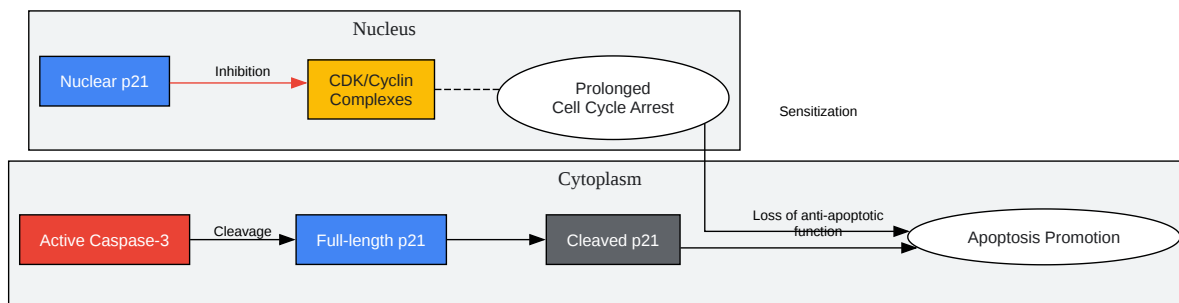 Nucleus
Nuclear p21
Inhibition
CDK/Cyclin
Complexes
Prolonged
Cell Cycle Arrest
Sensitization
Cytoplasm
Active Caspase-3
Cleavage
Full-length p21
Cleaved p21
Loss of anti-apoptotic
function
Apoptosis Promotion